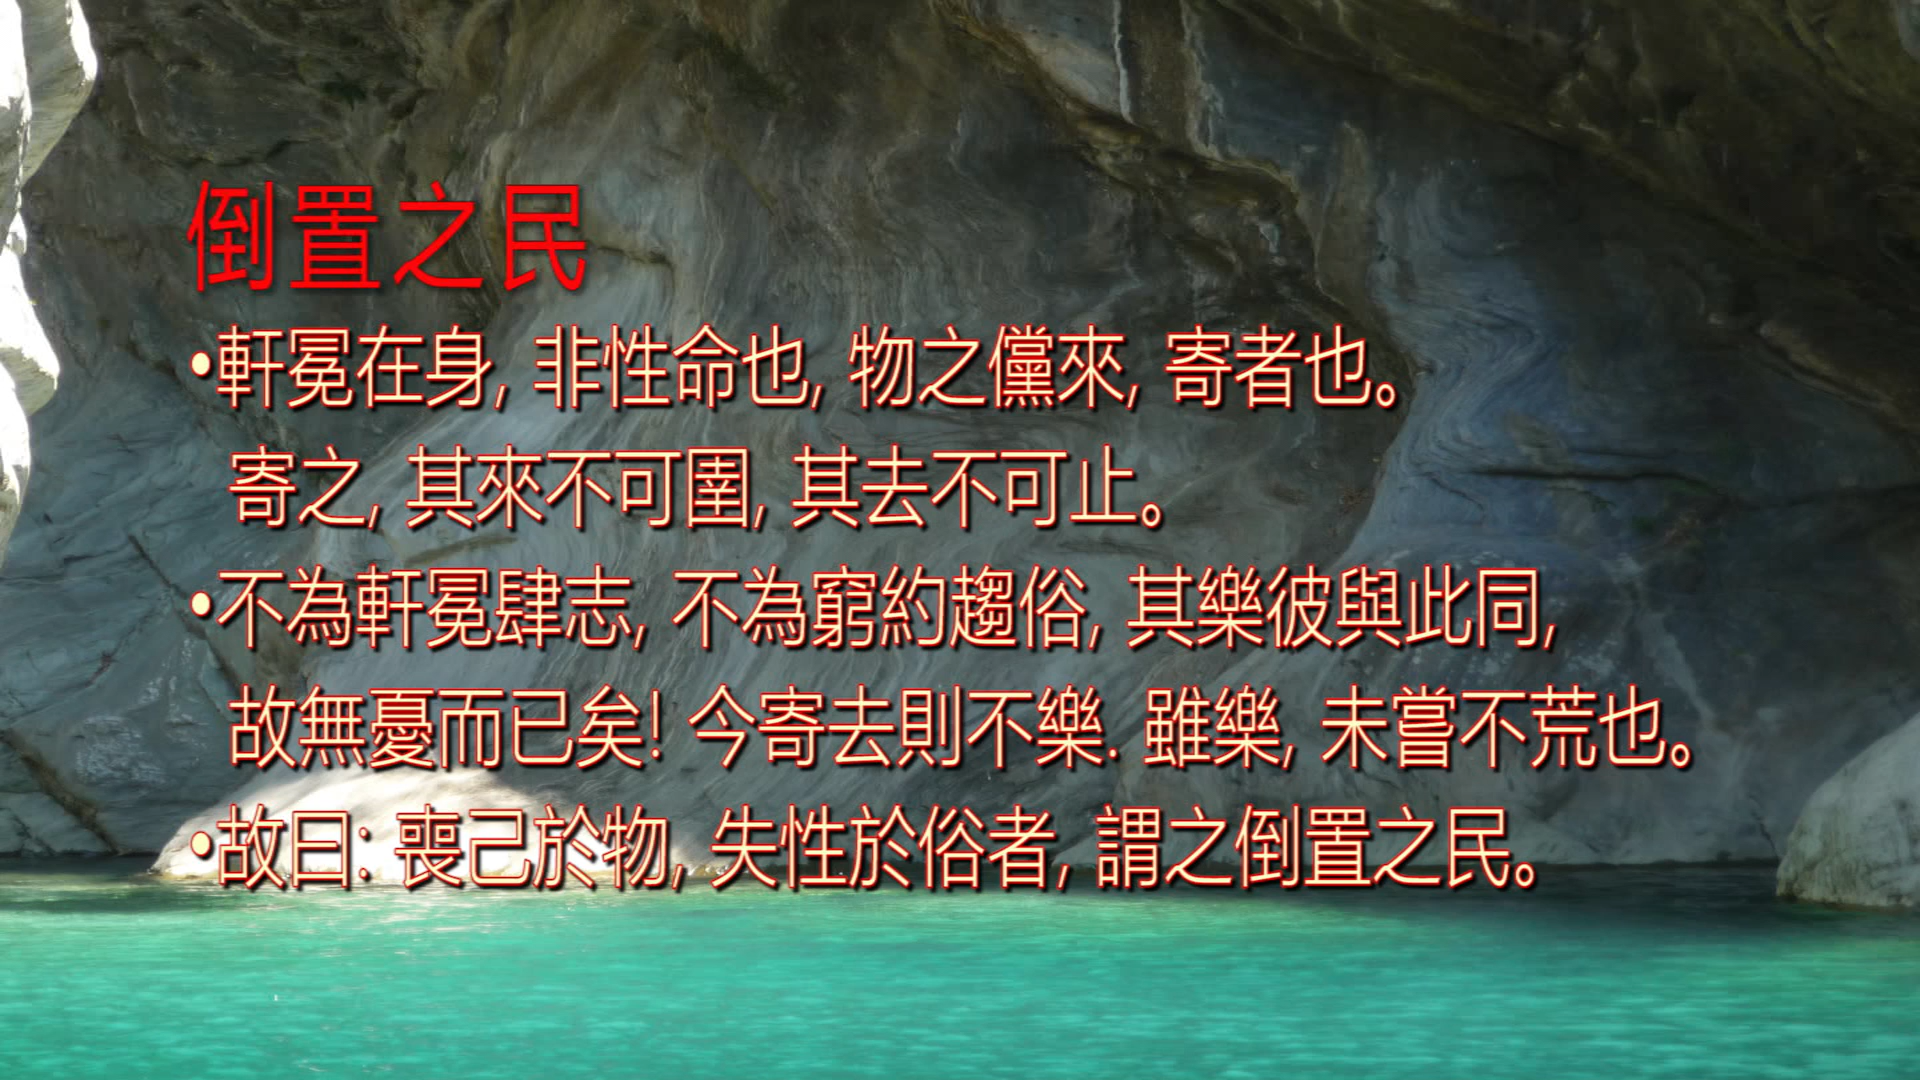 倒置之民
•軒冕在身, 非性命也, 物之儻來, 寄者也。
寄之, 其來不可圉, 其去不可止。
•不為軒冕肆志, 不為窮約趨俗, 其樂彼與此同,
故無憂而已矣! 今寄去則不樂. 雖樂, 未嘗不荒也。
•故曰: 喪己於物, 失性於俗者, 謂之倒置之民。